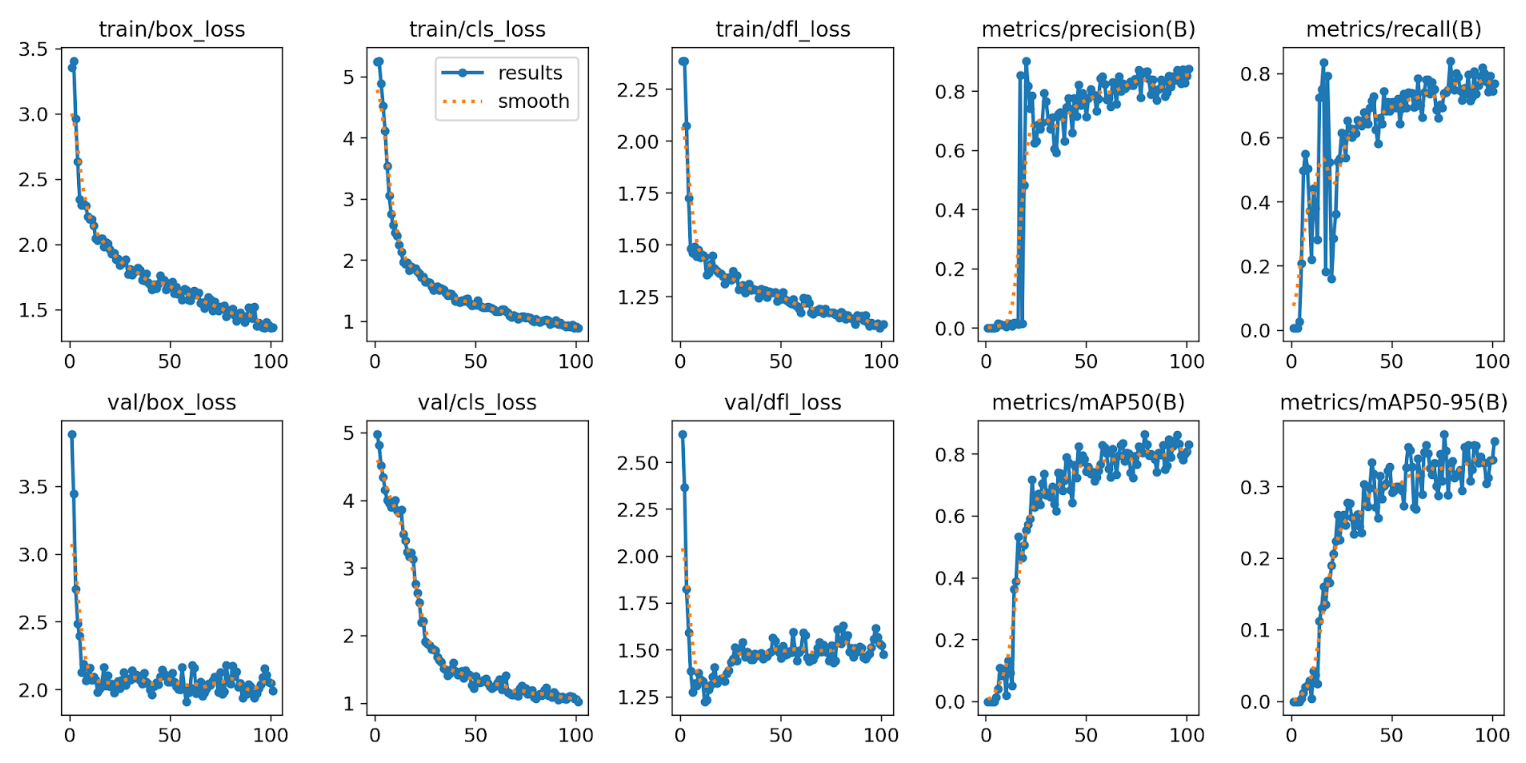 train/box_loss
3.5
3.0
2.5
2.0
1.5
0 50 100
train/cls_loss
results
smooth
5
4
3
2
1
0 50 100
train/dfl_loss
2.25
2.00
1.75
1.50
1.25
0 50 100
metrics/precision(B)
0.8
0.6
0.4
0.2
0.0
0 50 100
metrics/recall(B)
0.8
0.6
0.4
0.2
0.0
0 50 100
val/box_loss
3.5
3.0
2.5
2.0
0 50 100
val/cls_loss
5
4
3
2
1
0 50 100
val/dfl_loss
2.50
2.25
2.00
1.75
1.50
1.25
0 50 100
metrics/mAP50(B)
0.8
0.6
0.4
0.2
0.0
0 50 100
metrics/mAP50-95(B)
0.3
0.2
0.1
0.0
0 50 100